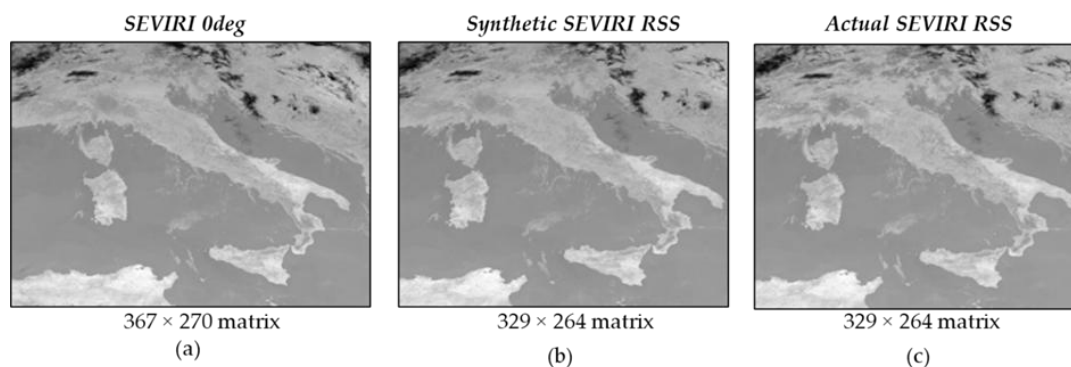 SEVIRI 0deg
Synthetic SEVIRI RSS
Actual SEVIRI RSS
367 × 270 matrix
329 × 264 matrix
329 × 264 matrix
(a)
(b)
(c)